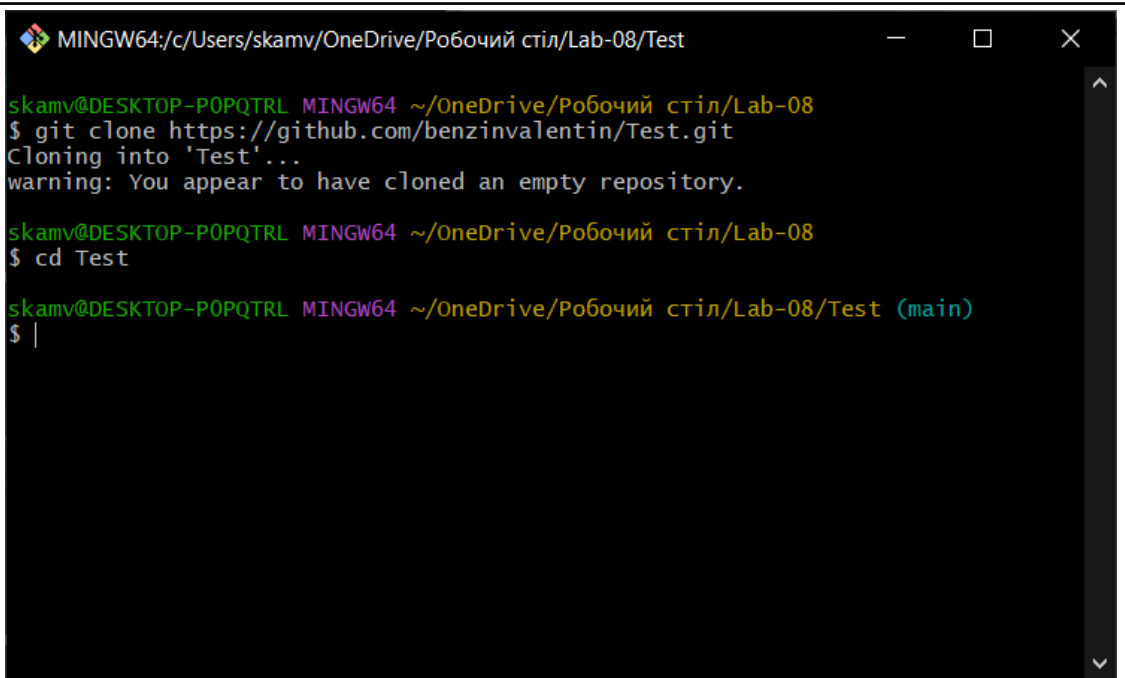 MINGW64:/c/Users/skamv/OneDrive/Робочий стіл/Lab-08/Test
skamv@DESKTOP-P0PQTRL MINGW64 ~/OneDrive/Робочий стіл/Lab-08
$ git clone https://github.com/benzinvalentin/Test.git
Cloning into 'Test'...
warning: You appear to have cloned an empty repository.
skamv@DESKTOP-P0PQTRL MINGW64 ~/OneDrive/Робочий стіл/Lab-08
$ cd Test
skamv@DESKTOP-P0PQTRL MINGW64 ~/OneDrive/Робочий стіл/Lab-08/Test (main)
$